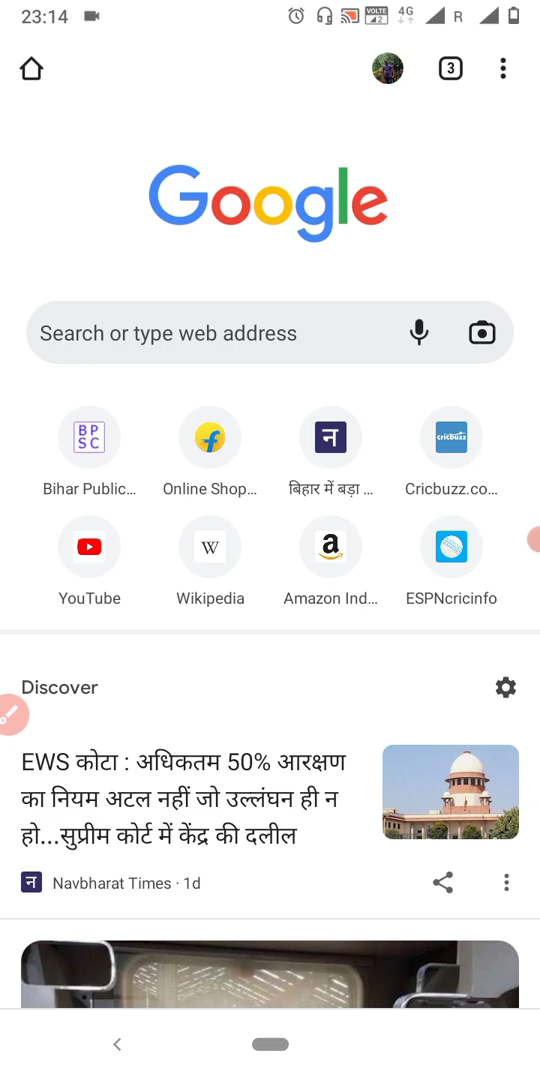 23:14 VOLTE 2 4G R
3
Google
Search or type web address
BP
SC
न
cricbuzz
Bihar Public... Online Shop... बिहार में बड़ा ... Cricbuzz.co...
W
a
YouTube Wikipedia Amazon Ind... ESPNcricinfo
Discover
EWS कोटा : अधिकतम 50% आरक्षण
का नियम अटल नहीं जो उल्लंघन ही न
हो...सुप्रीम कोर्ट में केंद्र की दलील
न Navbharat Times · 1d